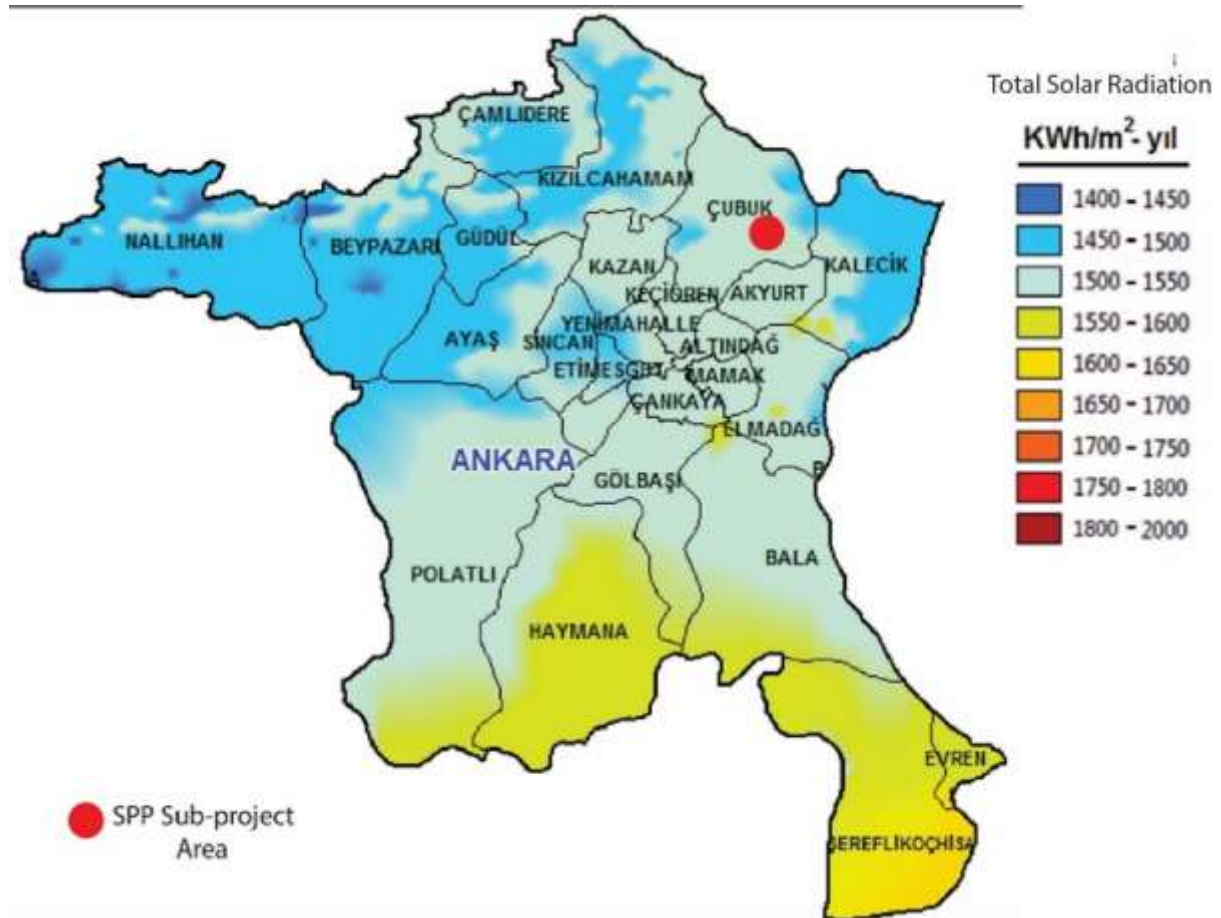 Total Solar Radiation
KWh/m²- yıl
1400 - 1450
1450 - 1500
1500 - 1550
1550 - 1600
1600 - 1650
1650 - 1700
1700 - 1750
1750 - 1800
1800 - 2000
ÇAMLIDERE
KIZILCAHAMAM
ÇUBUK
NALLIHAN
BEYPAZARI
GÜDÜL
KAZAN
KALECİK
KEÇİÖREN
AKYURT
AYAŞ
SİNCAN
YENİMAHALLE
ALTINDAĞ
ETİMESGUT
MAMAK
ÇANKAYA
ELMADAĞ
ANKARA
GÖLBAŞI
POLATLI
BALA
HAYMANA
EVREN
ŞEREFLİKOÇHİSA
SPP Sub-project
Area